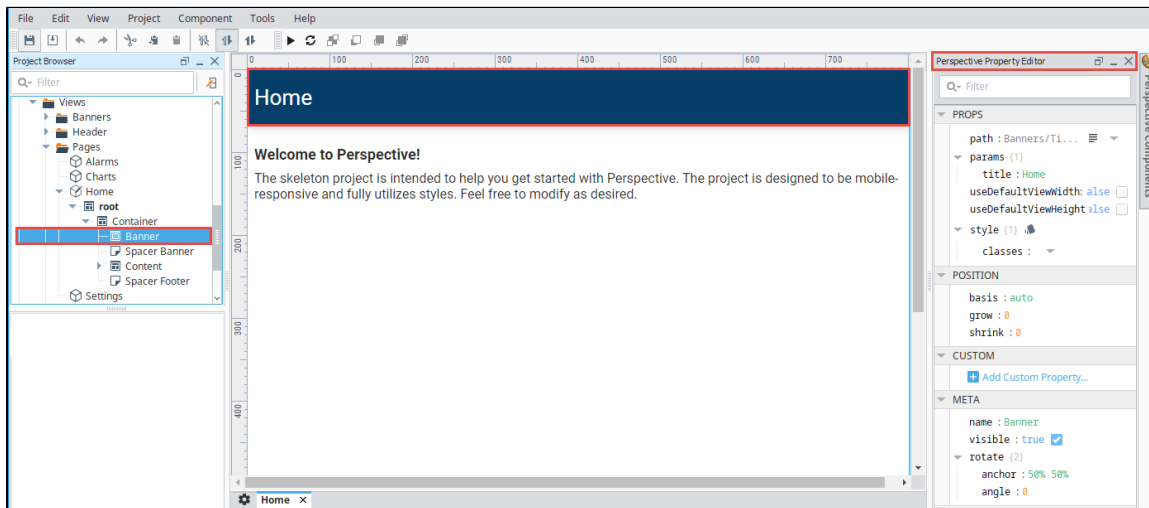 File Edit View Project Component Tools Help
Project Browser
Filter
Views
Banners
Header
Pages
Alarms
Charts
Home
root
Container
Banner
Spacer Banner
Content
Spacer Footer
Settings
0 100 200 300 400 500 600 700
0
100
200
300
400
Home
Welcome to Perspective!
The skeleton project is intended to help you get started with Perspective. The project is designed to be mobile-
responsive and fully utilizes styles. Feel free to modify as desired.
Home
Perspective Property Editor
Filter
PROPS
path : Banners/Ti...
params {1}
title : Home
useDefaultViewWidth: alse
useDefaultViewHeight alse
style {1}
classes :
POSITION
basis : auto
grow : 0
shrink : 0
CUSTOM
Add Custom Property...
META
name : Banner
visible : true
rotate {2}
anchor : 50% 50%
angle : 0
Perspective Components